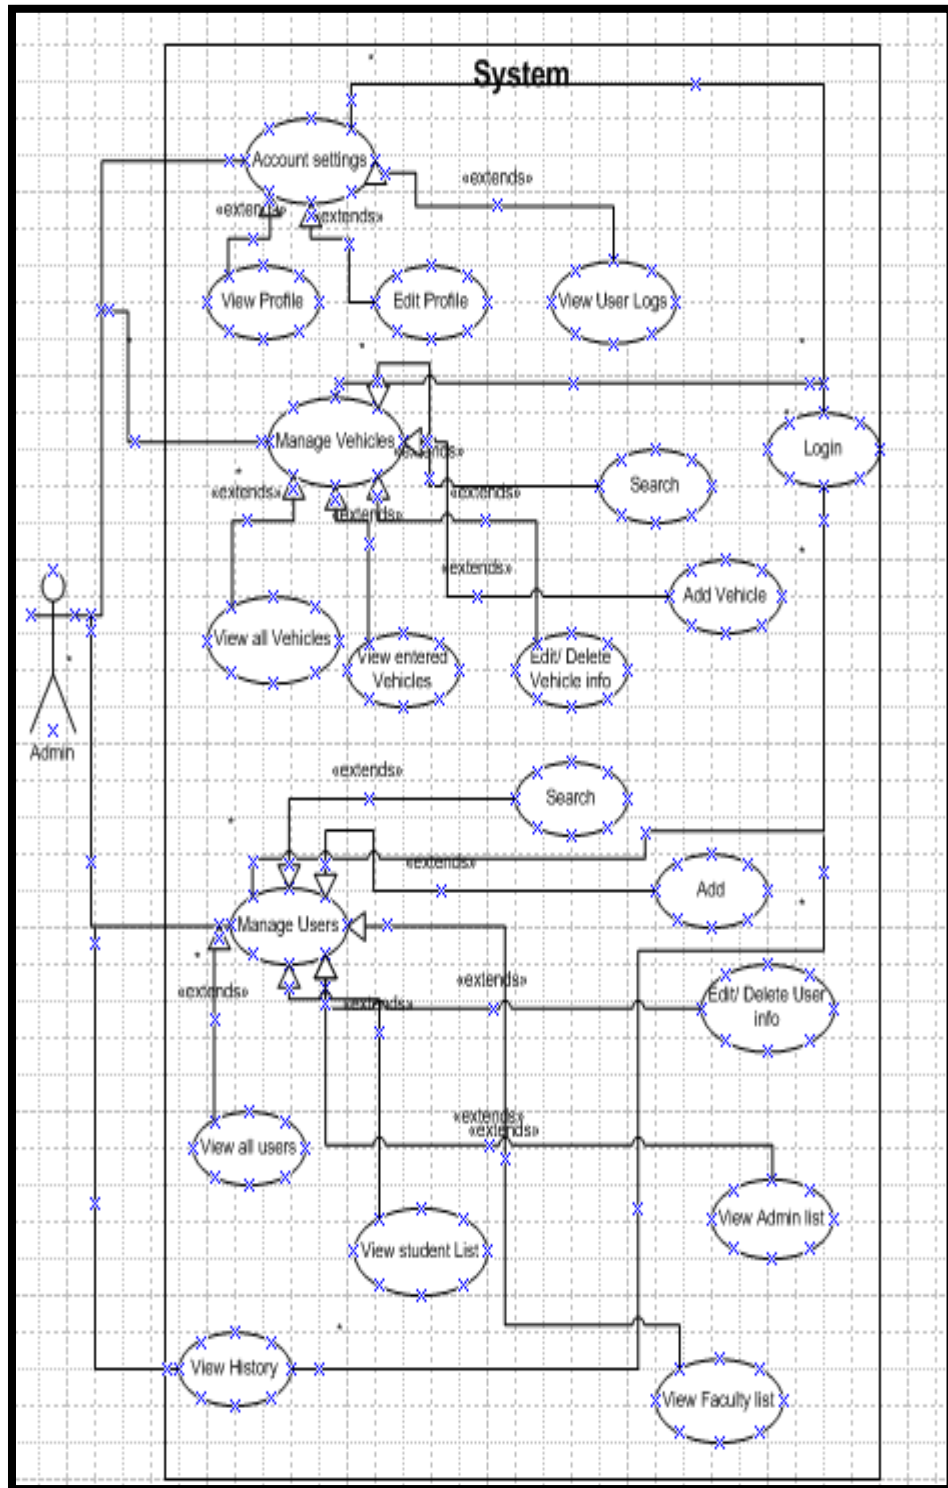 System
Account settings
«extends»
«extends»
«extends»
View Profile
Edit Profile
View User Logs
Manage Vehicles
«extends»
Login
Search
«extends»
«extends»
«extends»
«extends»
Add Vehicle
View all Vehicles
View entered
Vehicles
Edit/ Delete
Vehicle info
Admin
«extends»
Search
«extends»
Add
Manage Users
«extends»
«extends»
«extends»
Edit/ Delete User
info
«extends»
«extends»
View all users
View Admin list
View student List
View History
View Faculty list